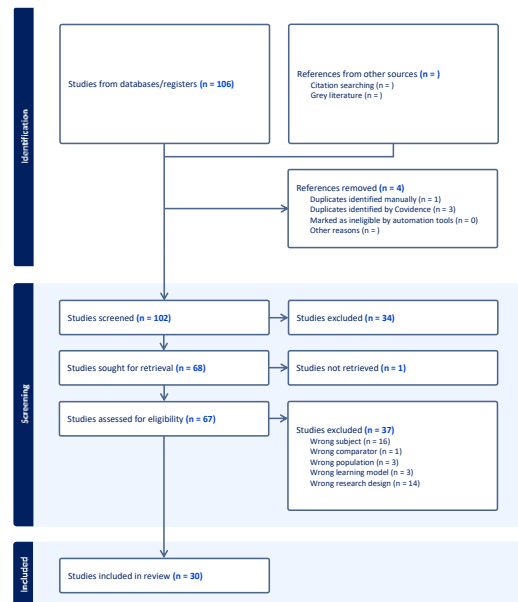 Identification
Studies from databases/registers (n = 106)
References from other sources (n = )
Citation searching (n = )
Grey literature (n = )
References removed (n = 4)
Duplicates identified manually (n = 1)
Duplicates identified by Covidence (n = 3)
Marked as ineligible by automation tools (n = 0)
Other reasons (n = )
Screening
Studies screened (n = 102)
Studies excluded (n = 34)
Studies sought for retrieval (n = 68)
Studies not retrieved (n = 1)
Studies assessed for eligibility (n = 67)
Studies excluded (n = 37)
Wrong subject (n = 16)
Wrong comparator (n = 1)
Wrong population (n = 3)
Wrong learning model (n = 3)
Wrong research design (n = 14)
Included
Studies included in review (n = 30)